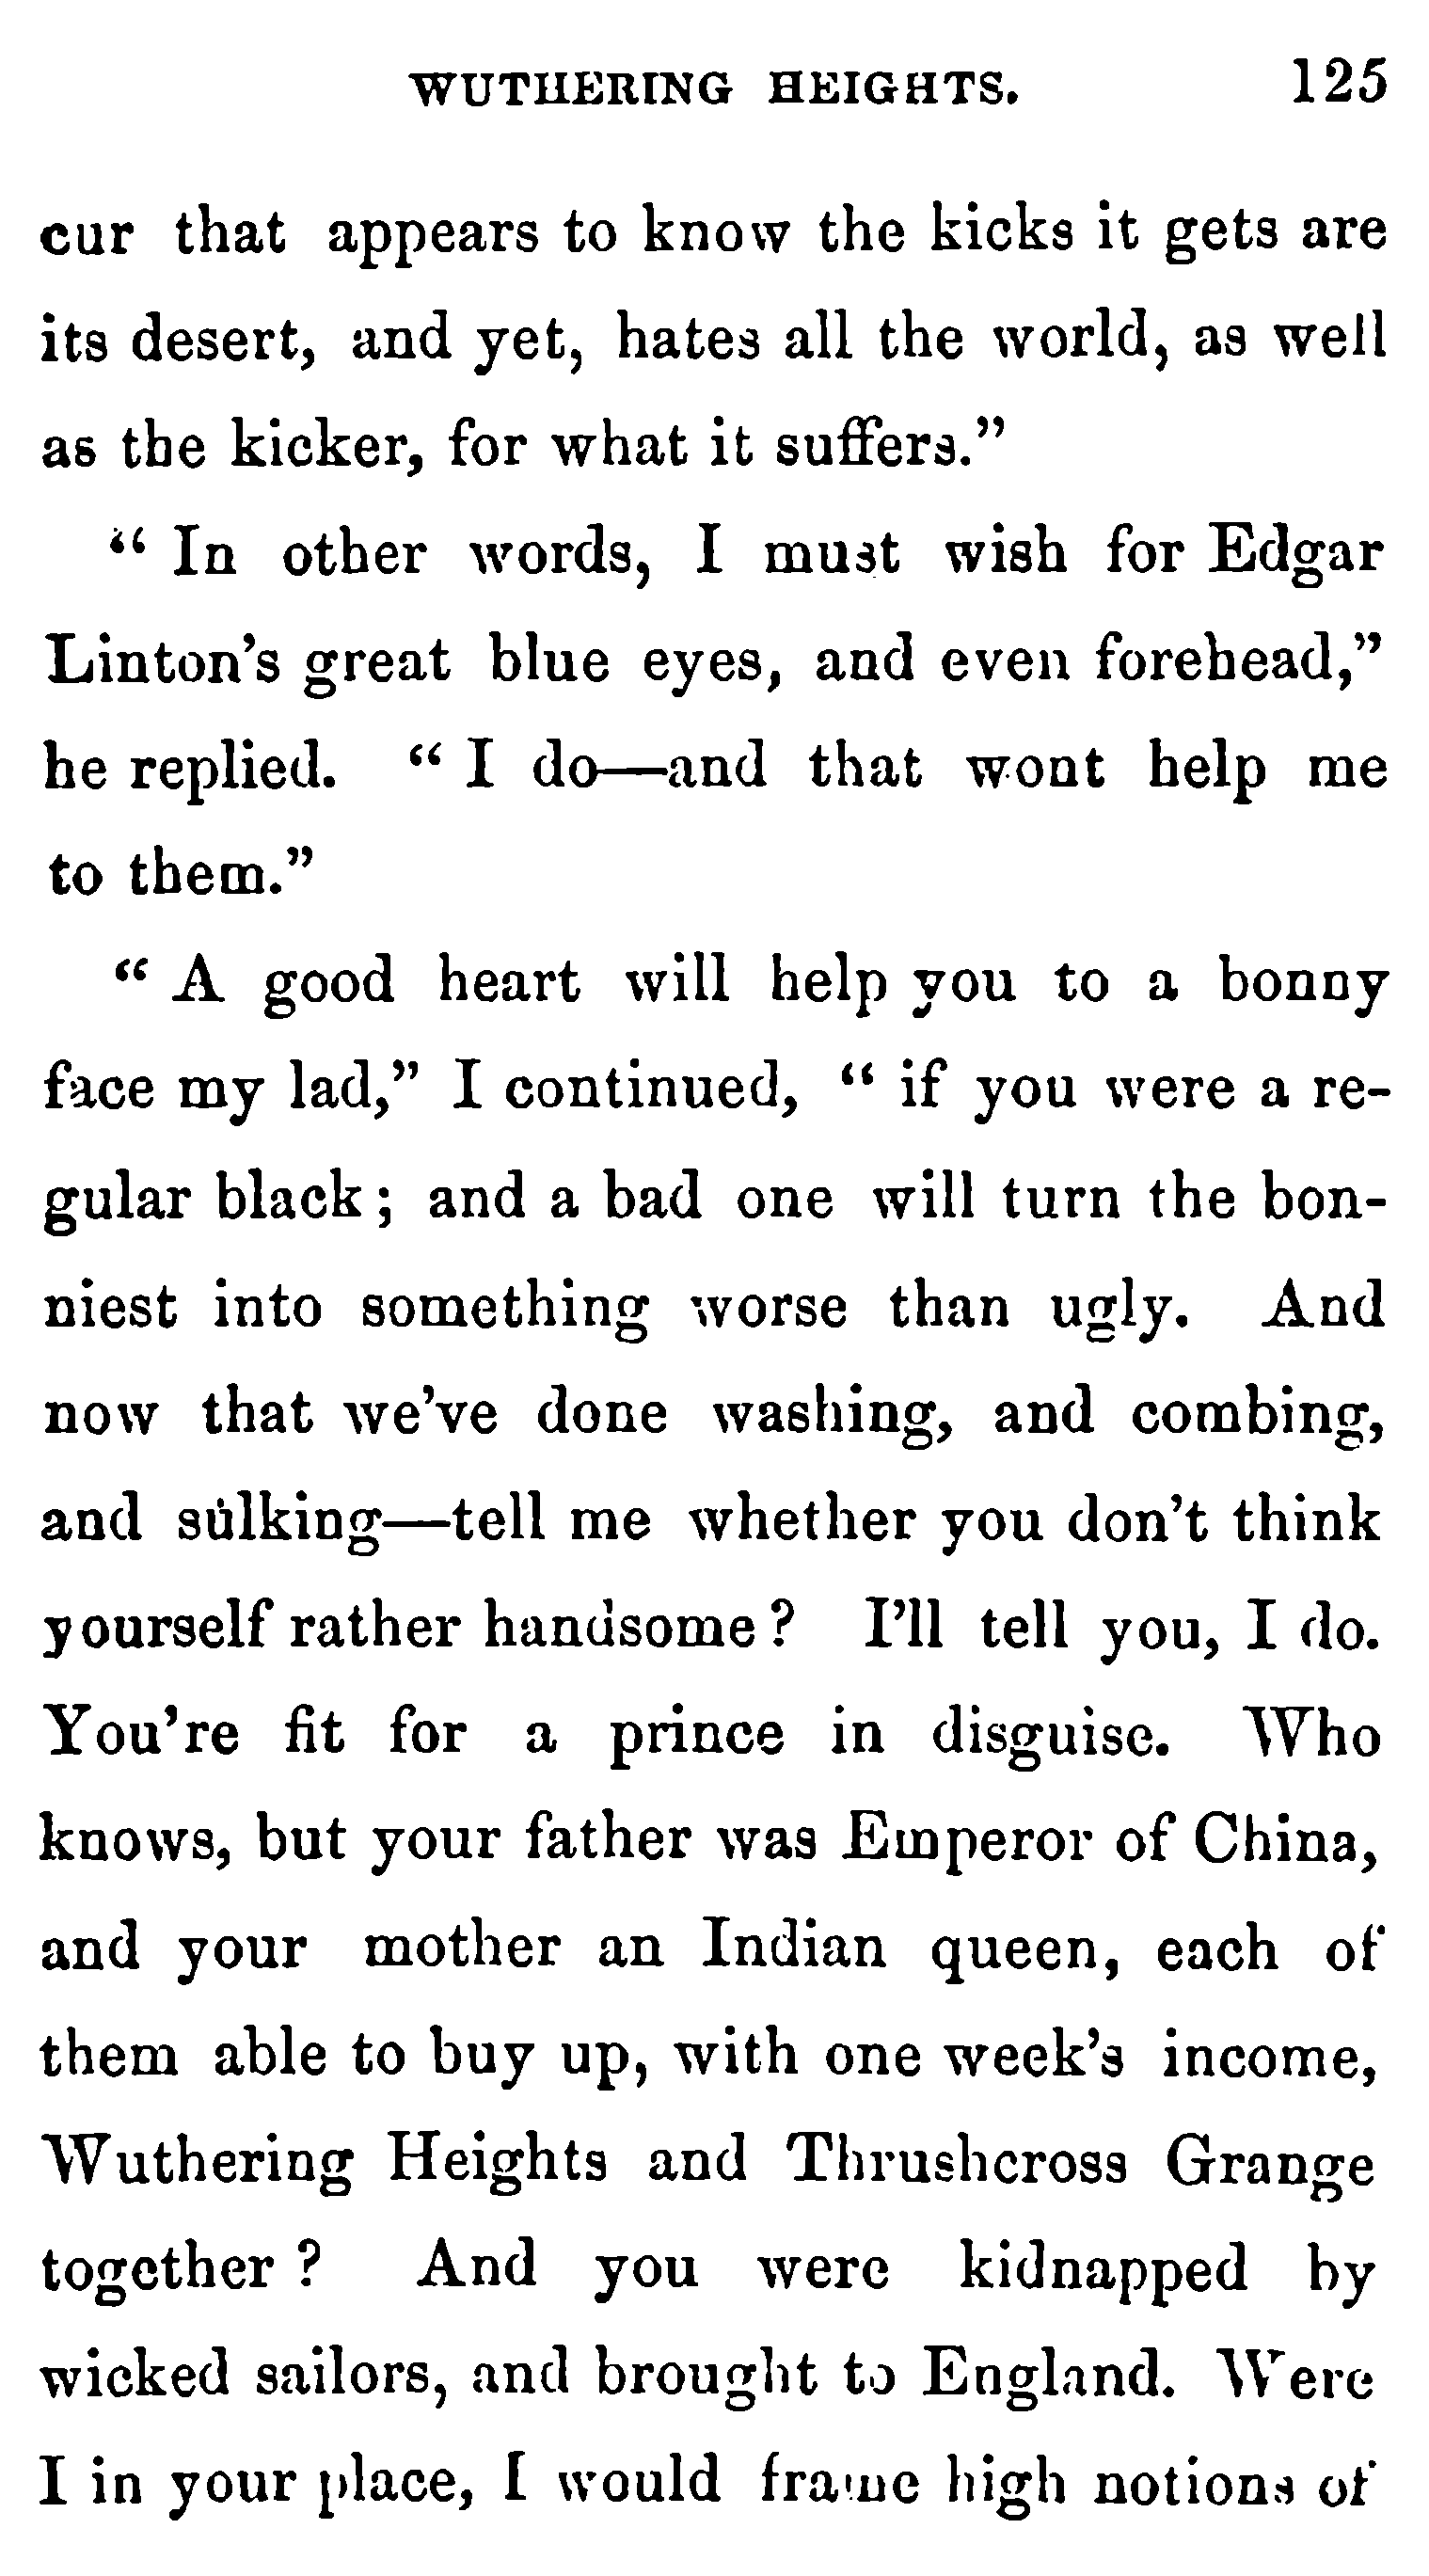 WUTHERING HEIGHTS. 125
cur that appears to know the kicks it gets are
its desert, and yet, hates all the world, as well
as the kicker, for what it suffers.”
“ In other words, I must wish for Edgar
Linton’s great blue eyes, and even forehead,”
he replied. “ I do—and that wont help me
to them.”
“ A good heart will help you to a bonny
face my lad,” I continued, “ if you were a re-
gular black ; and a bad one will turn the bon-
niest into something worse than ugly. And
now that we’ve done washing, and combing,
and sulking—tell me whether you don’t think
yourself rather handsome ? I’ll tell you, I do.
You’re fit for a prince in disguise. Who
knows, but your father was Emperor of China,
and your mother an Indian queen, each of
them able to buy up, with one week’s income,
Wuthering Heights and Thrushcross Grange
together ? And you were kidnapped by
wicked sailors, and brought to England. Were
I in your place, I would frame high notions of